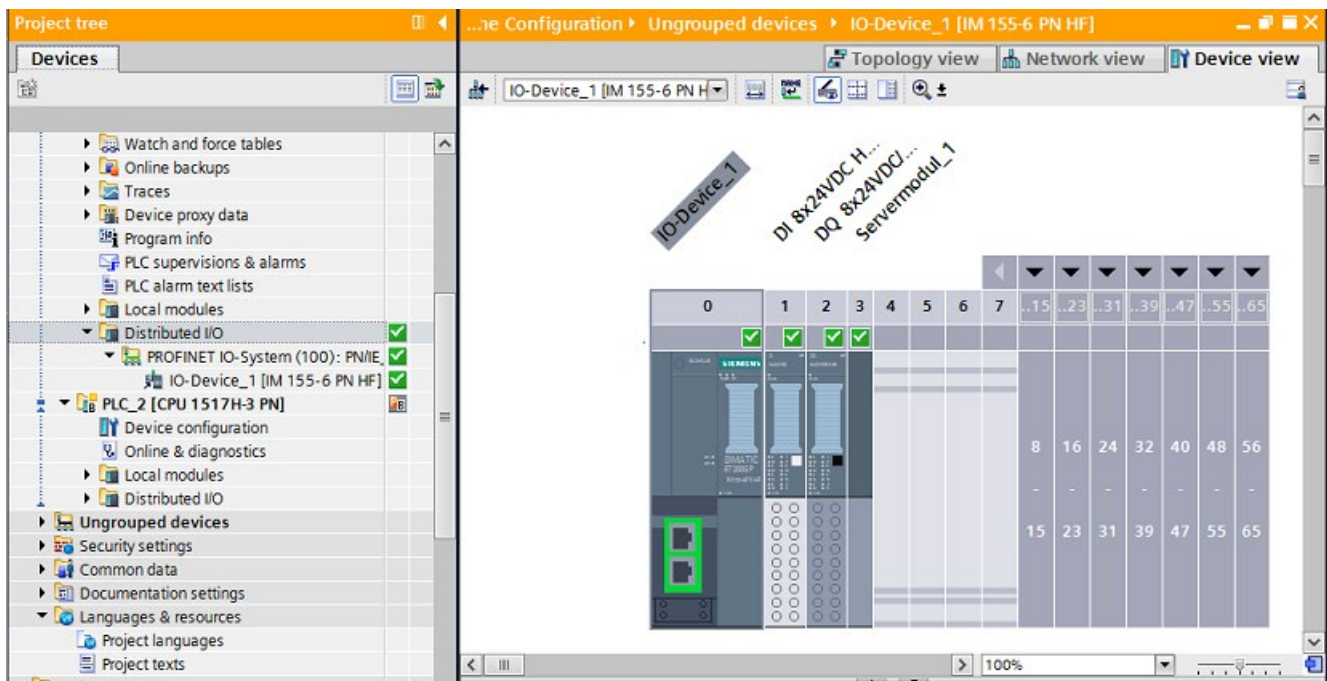 Project tree
Devices
Watch and force tables
Online backups
Traces
Device proxy data
Program info
PLC supervisions & alarms
PLC alarm text lists
Local modules
Distributed I/O
PROFINET IO-System (100): PN/IE_
IO-Device_1 [IM 155-6 PN HF]
PLC_2 [CPU 1517H-3 PN]
Device configuration
Online & diagnostics
Local modules
Distributed I/O
Ungrouped devices
Security settings
Common data
Documentation settings
Languages & resources
Project languages
Project texts
...ne Configuration Ungrouped devices IO-Device_1 [IM 155-6 PN HF]
Topology view Network view Device view
IO-Device_1 [IM 155-6 PN H
IO-Device_1
DI 8x24VDC H...
DQ 8x24VDC/...
Servermodul_1
0 1 2 3 4 5 6 7 ..15 ..23 ..31 ..39 ..47 ..55 ..65
SIEMENS
SIMATIC
ET 200SP
8 16 24 32 40 48 56
- - - - - - -
15 23 31 39 47 55 65
100%